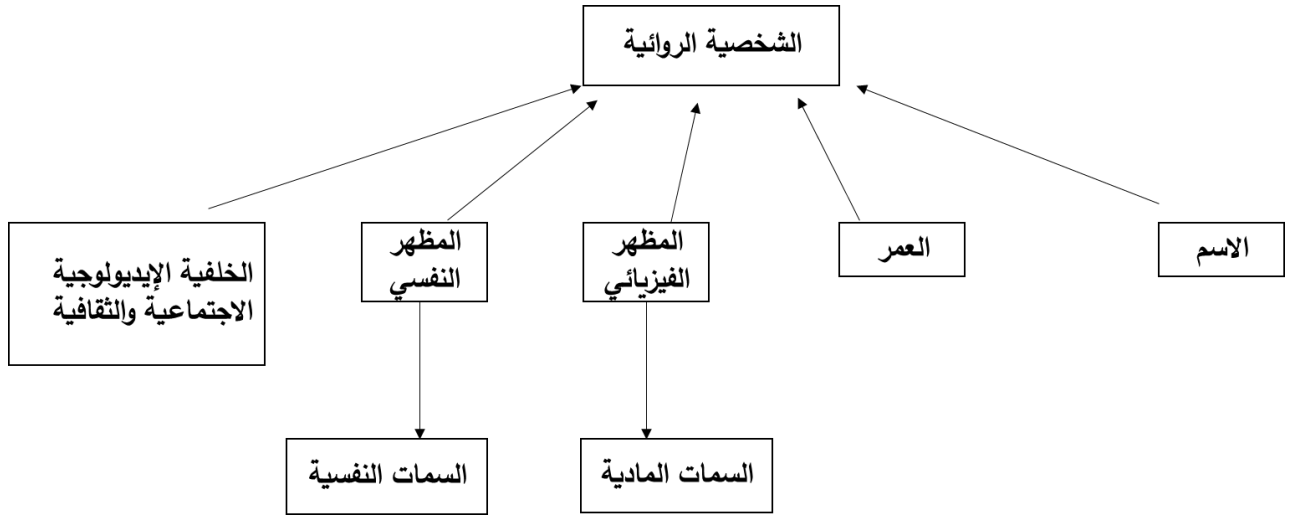 الشخصية الروائية
الاسم
العمر
المظهر
الفيزيائي
المظهر
النفسي
الخلفية الإيديولوجية
الاجتماعية والثقافية
السمات المادية
السمات النفسية